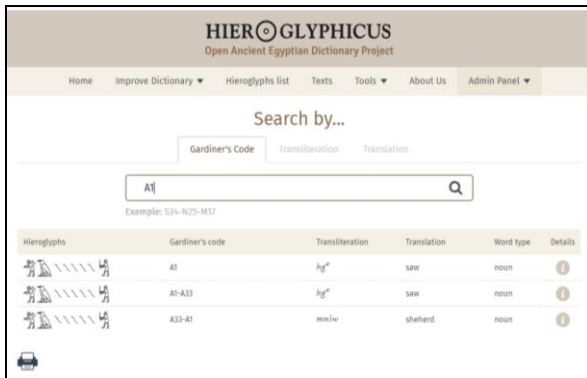 HIEROGLYPHICUS
Open Ancient Egyptian Dictionary Project
Home Improve Dictionary Hieroglyphs list Texts Tools About Us Admin Panel
Search by...
Gardiner's Code Transliteration Translation
A1
Example: S34-N25-M17
Hieroglyphs Gardiner's code Transliteration Translation Word type Details
A1 saw noun
A1-A33 saw noun
A33-A1 mniw sheherd noun